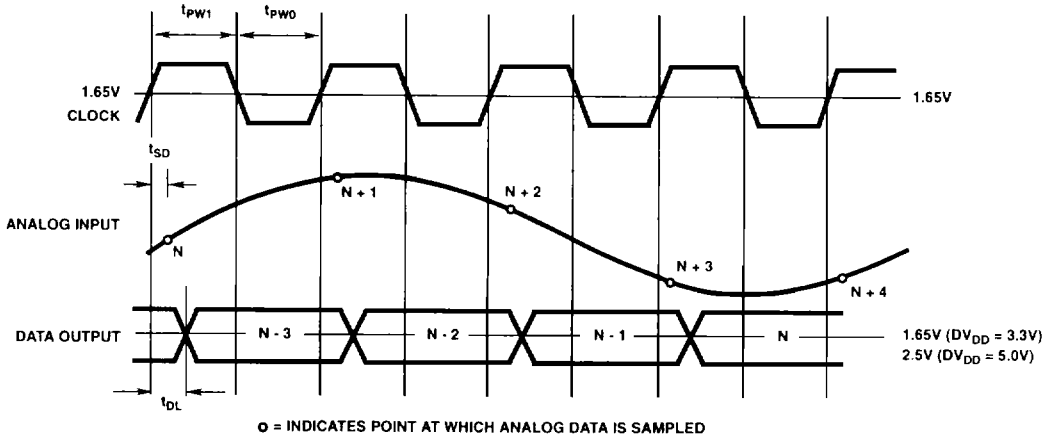 tPW1 tPW0
1.65V
CLOCK
1.65V
tSD
ANALOG INPUT
N
N + 1
N + 2
N + 3
N + 4
DATA OUTPUT
N - 3
N - 2
N - 1
N
1.65V (DVDD = 3.3V)
2.5V (DVDD = 5.0V)
tDL
o = INDICATES POINT AT WHICH ANALOG DATA IS SAMPLED